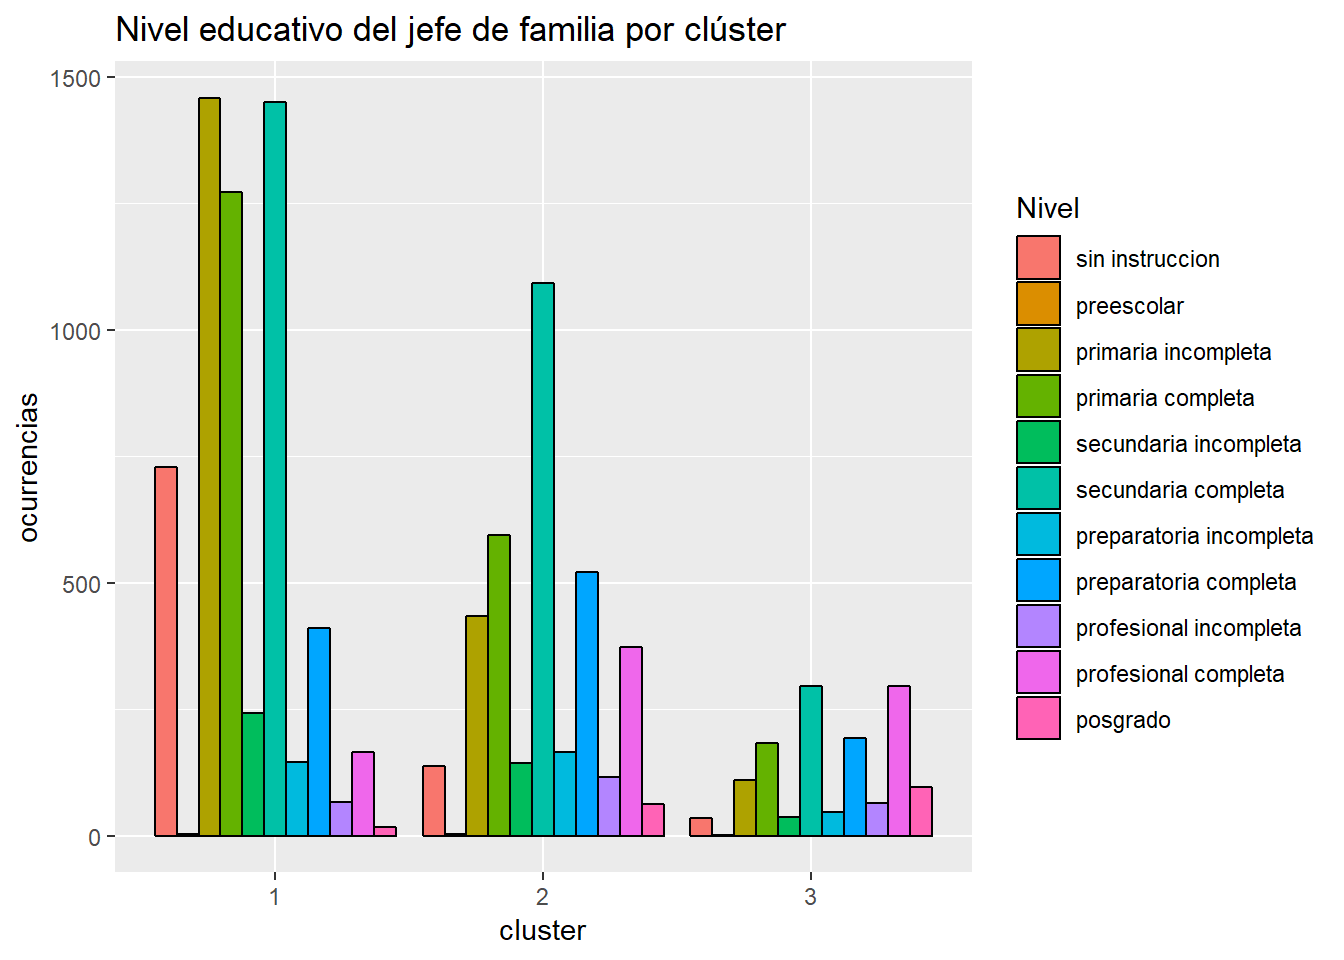 Nivel educativo del jefe de familia por clúster
1500
1000
500
0
ocurrencias
1
2
3
cluster
Nivel
sin instruccion
preescolar
primaria incompleta
primaria completa
secundaria incompleta
secundaria completa
preparatoria incompleta
preparatoria completa
profesional incompleta
profesional completa
posgrado